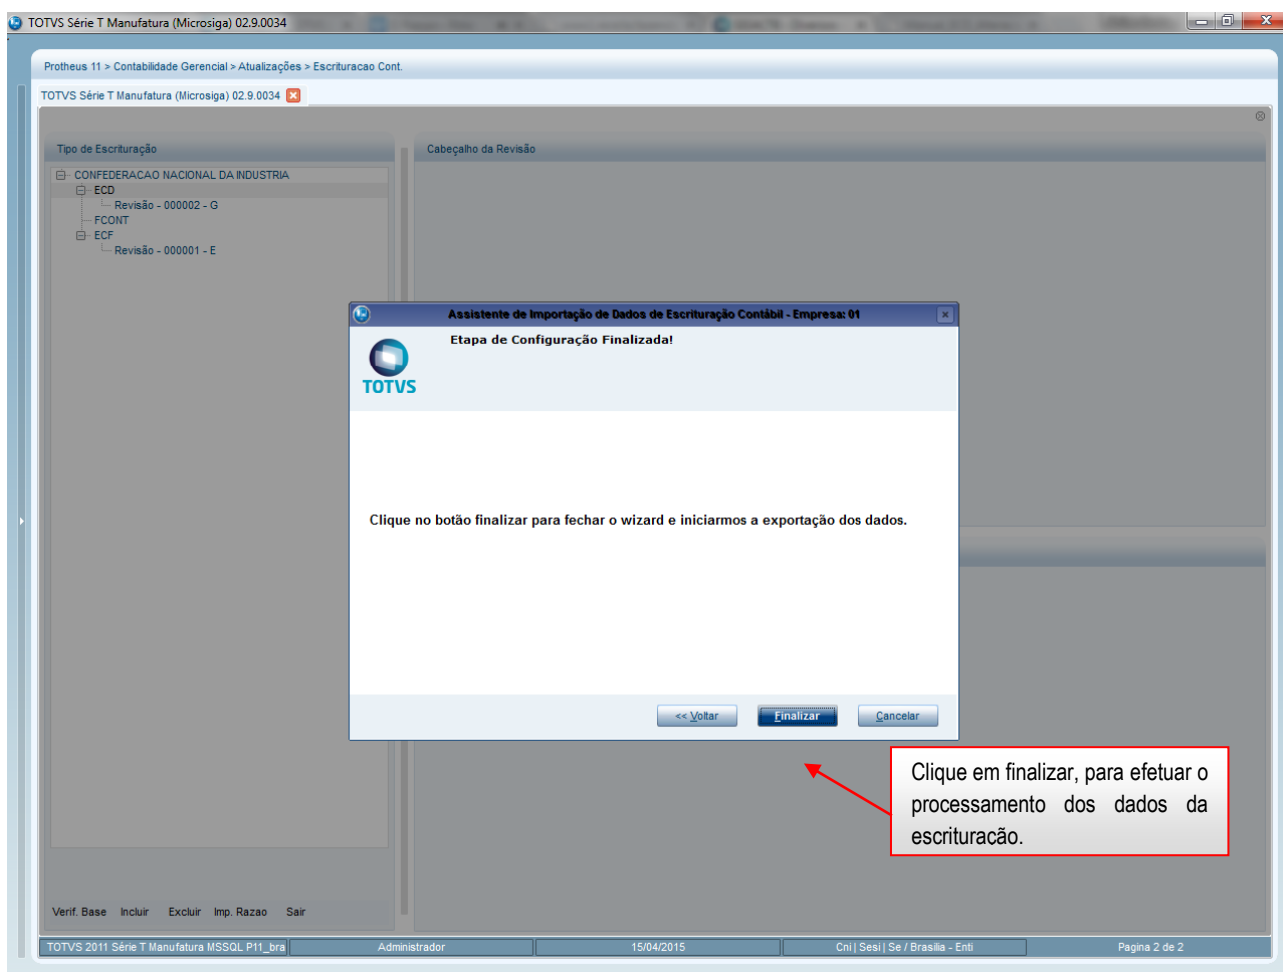 TOTVS Série T Manufatura (Microsiga) 02.9.0034
Protheus 11 > Contabilidade Gerencial > Atualizações > Escrituracao Cont.
TOTVS Série T Manufatura (Microsiga) 02.9.0034
Tipo de Escrituração
Cabeçalho da Revisão
CONFEDERACAO NACIONAL DA INDUSTRIA
ECD
Revisão - 000002 - G
FCONT
ECF
Revisão - 000001 - E
Assistente de Importação de Dados de Escrituração Contábil - Empresa: 01
Etapa de Configuração Finalizada!
TOTVS
Clique no botão finalizar para fechar o wizard e iniciarmos a exportação dos dados.
<< Voltar
Finalizar
Cancelar
Clique em finalizar, para efetuar o
processamento dos dados da
escrituracão.
Verif. Base Incluir Excluir Imp. Razao Sair
TOTVS 2011 Série T Manufatura MSSQL P11_bra
Administrador
15/04/2015
Cni | Sesi | Se / Brasilia - Enti
Pagina 2 de 2